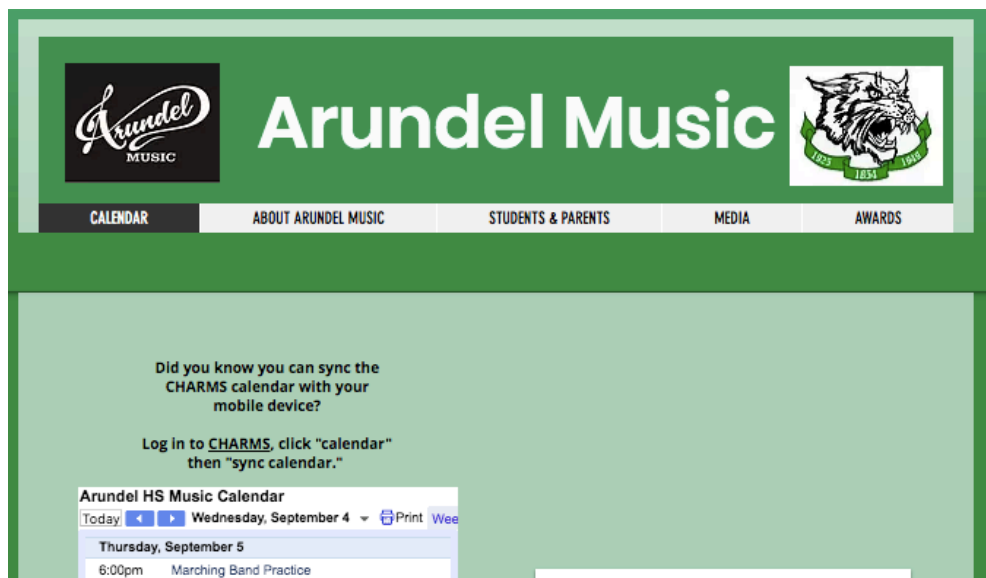 Arundel
MUSIC
Arundel Music
1925 1854 1949
CALENDAR ABOUT ARUNDEL MUSIC STUDENTS & PARENTS MEDIA AWARDS
Did you know you can sync the
CHARMS calendar with your
mobile device?
Log in to CHARMS, click "calendar"
then "sync calendar."
Arundel HS Music Calendar
Today Wednesday, September 4 Print Wee
Thursday, September 5
6:00pm Marching Band Practice